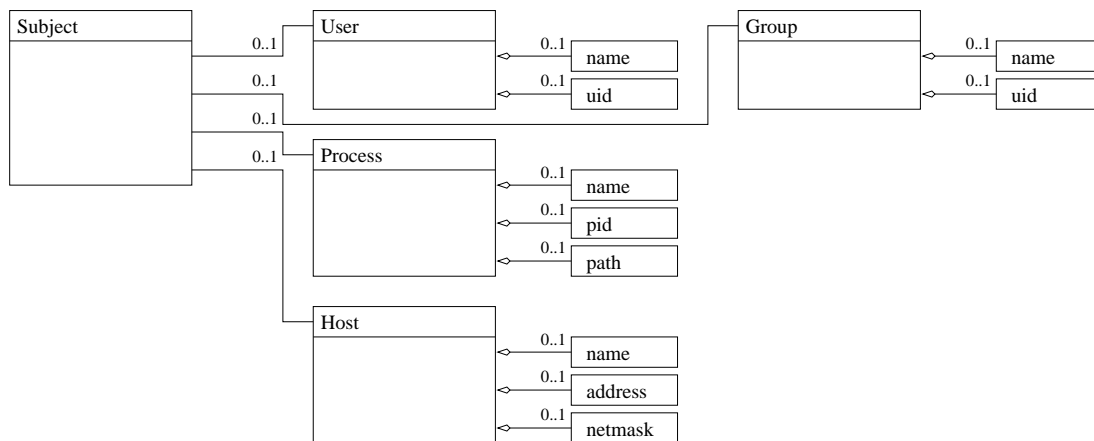 Subject
User
Group
0..1
0..1
name
0..1
name
0..1
0..1
uid
0..1
uid
0..1
Process
0..1
0..1
name
0..1
pid
0..1
path
Host
0..1
name
0..1
address
0..1
netmask